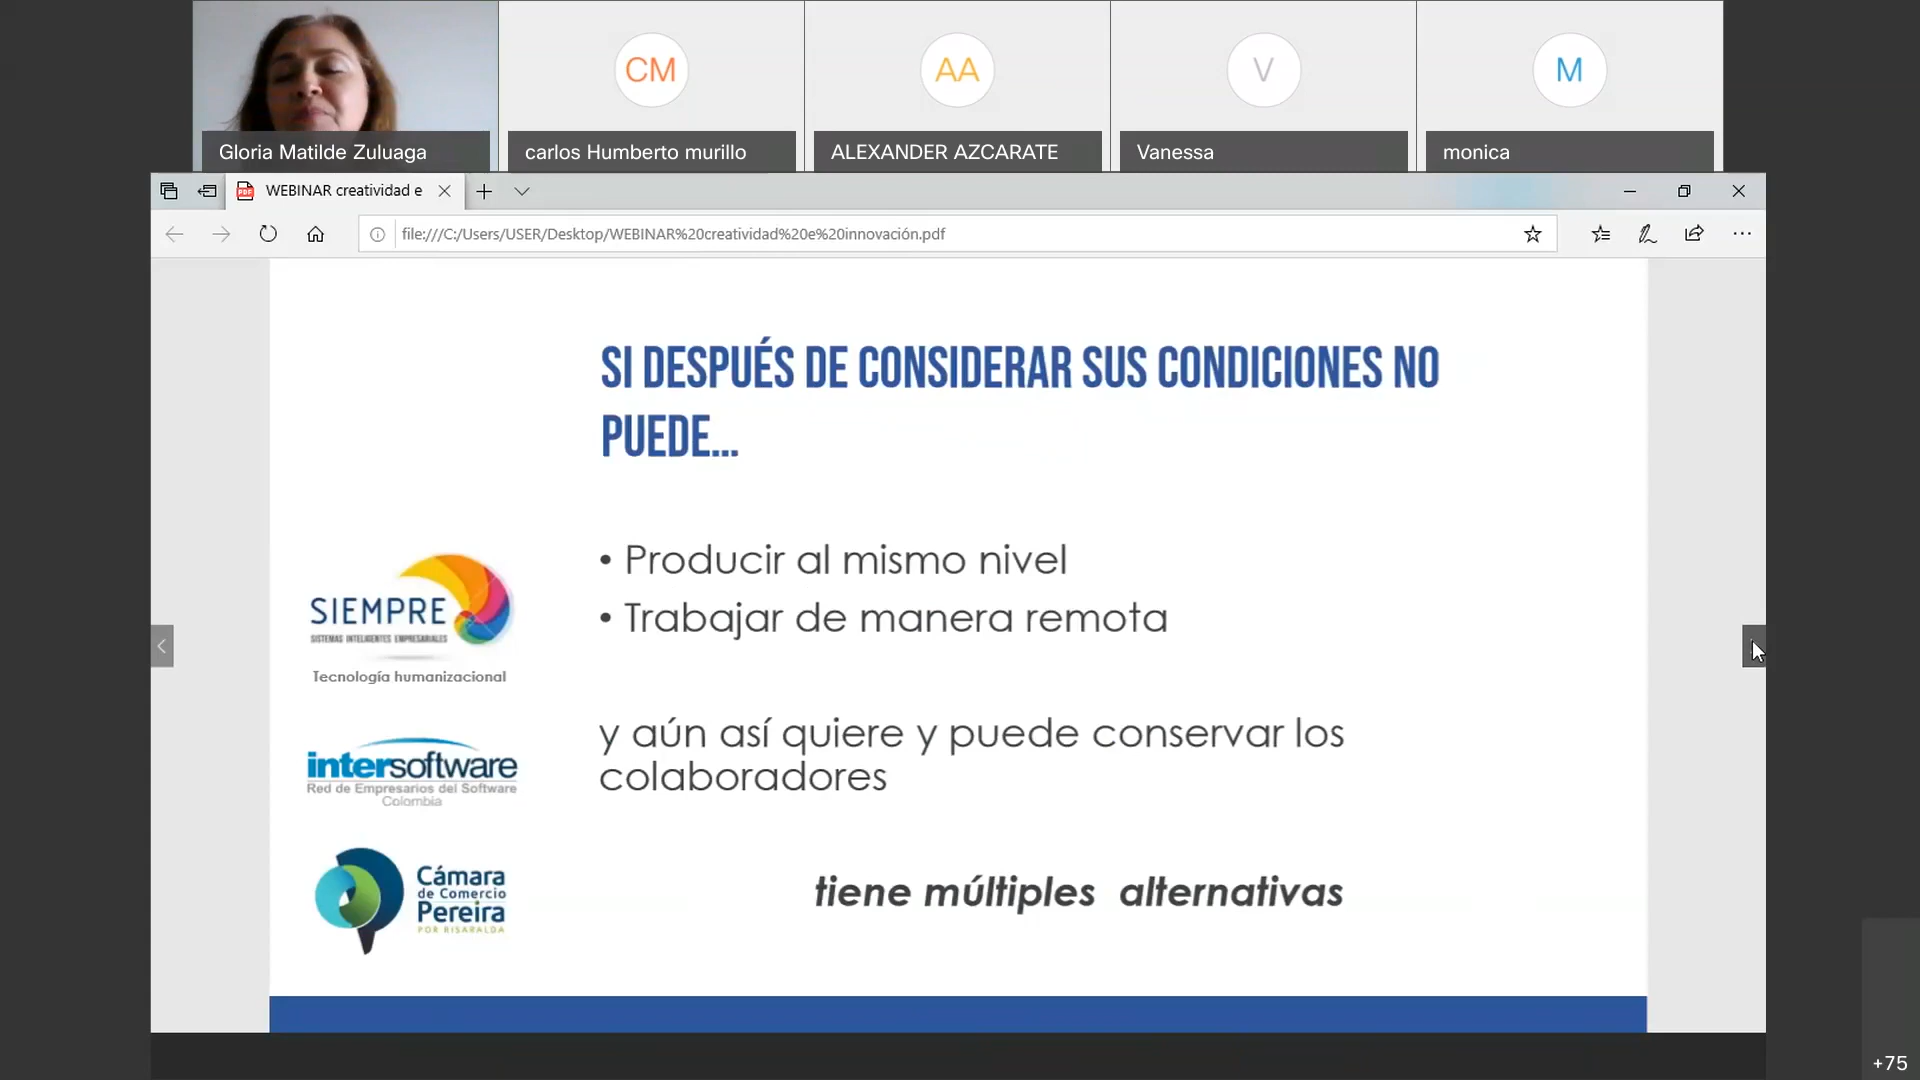 CM
AA
V
M
Gloria Matilde Zuluaga
carlos Humberto murillo
ALEXANDER AZCARATE
Vanessa
monica
WEBINAR creatividad e
file:///C:/Users/USER/Desktop/WEBINAR%20creatividad%20e%20innovación.pdf
SI DESPUÉS DE CONSIDERAR SUS CONDICIONES NO
PUEDE...
• Producir al mismo nivel
• Trabajar de manera remota
y aún así quiere y puede conservar los
colaboradores
tiene múltiples alternativas
SIEMPRE
SISTEMAS INTELIGENTES EMPRESARIALES
Tecnología humanizacional
intersoftware
Red de Empresarios del Software
Colombia
Cámara
de Comercio
Pereira
POR RISARALDA
+75